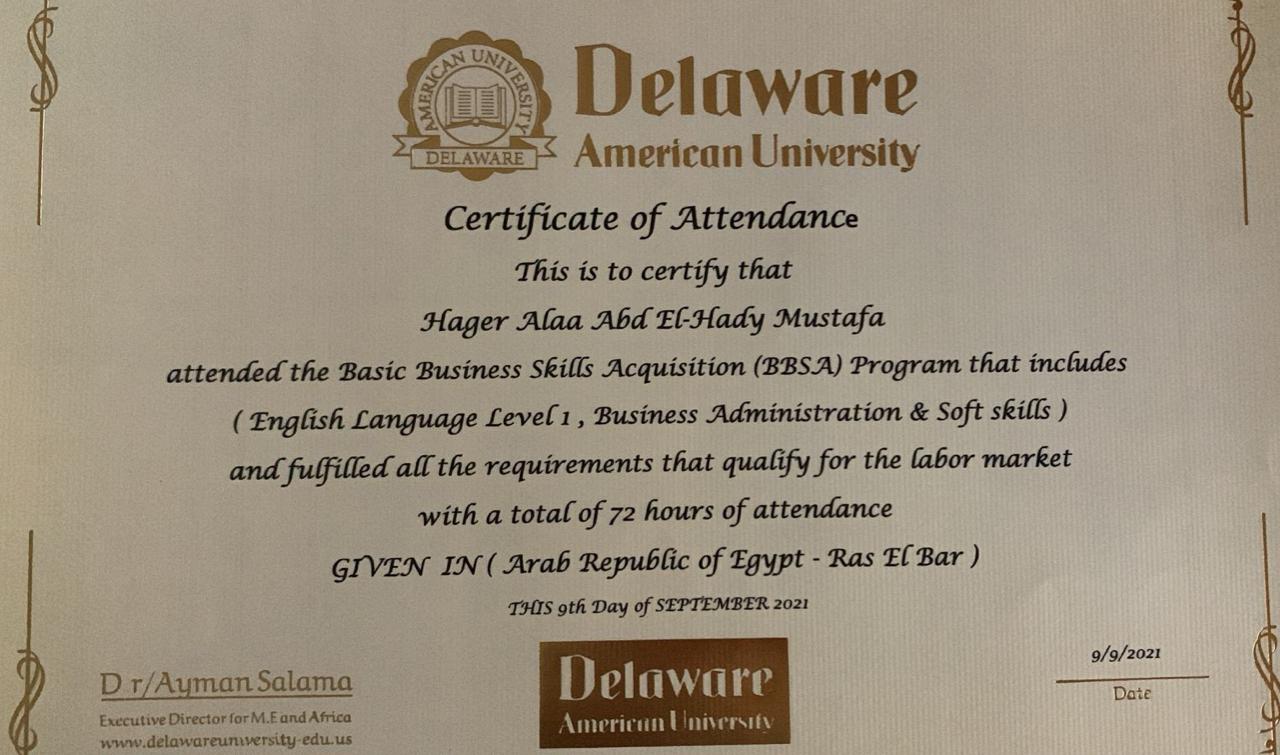 AMERICAN UNIVERSITY
DELAWARE
Delaware
American University
Certificate of Attendance
This is to certify that
Hager Alaa Abd El-Hady Mustafa
attended the Basic Business Skills Acquisition (BBSA) Program that includes
( English Language Level 1 , Business Administration & Soft skills )
and fulfilled all the requirements that qualify for the labor market
with a total of 72 hours of attendance
GIVEN IN ( Arab Republic of Egypt - Ras El Bar )
THIS 9th Day of SEPTEMBER 2021
D r/Ayman Salama
Executive Director for M.E and Africa
www.delawareuniversity-edu.us
Delaware
American University
9/9/2021
Date